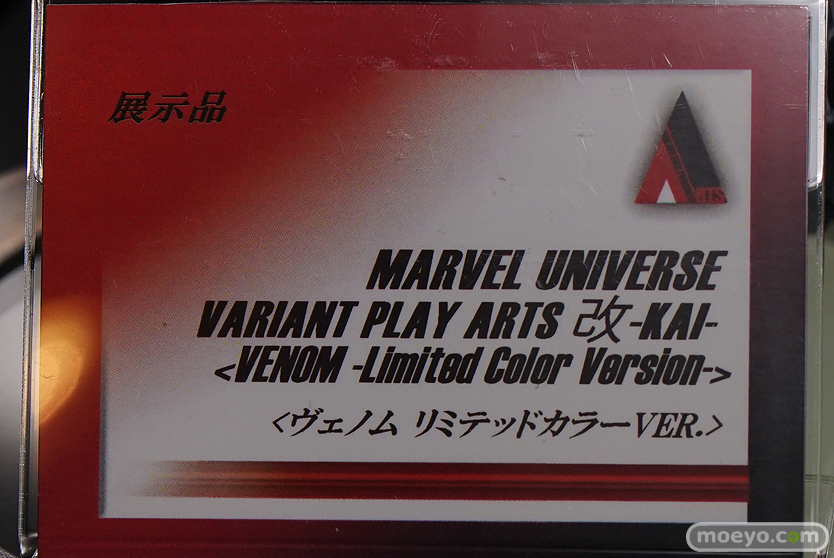 展示品
ARTS
MARVEL UNIVERSE
VARIANT PLAY ARTS 改-KAI-
<VENOM -Limited Color Version->
<ヴェノム リミテッドカラーVER.>
moeyo.com